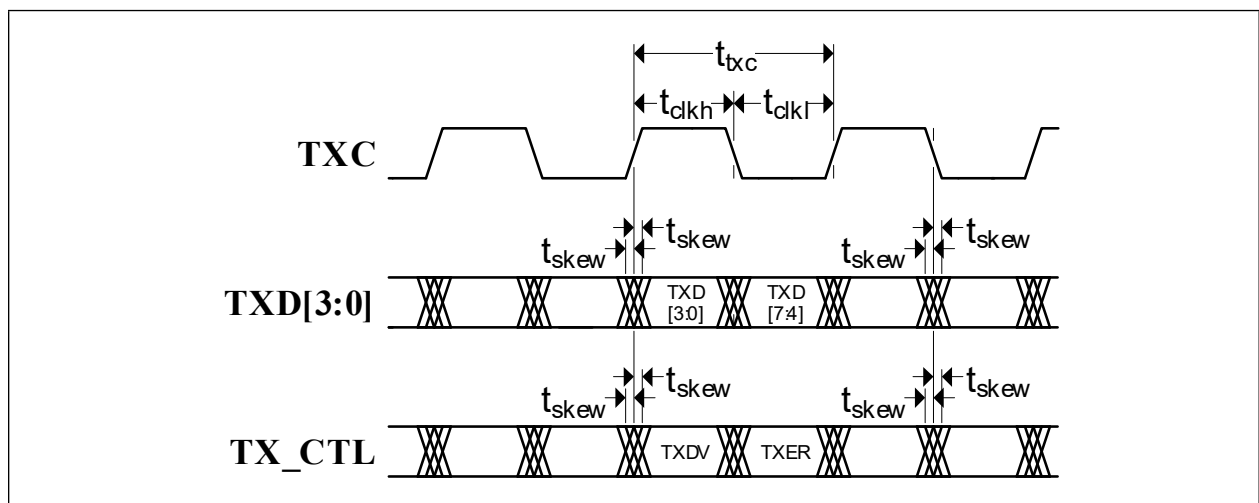 t_txc
t_clkh t_clkl
TXC
t_skew t_skew
t_skew t_skew
TXD[3:0]
TXD
[3:0]
TXD
[7:4]
t_skew t_skew
t_skew t_skew
TX_CTL
TXDV TXER